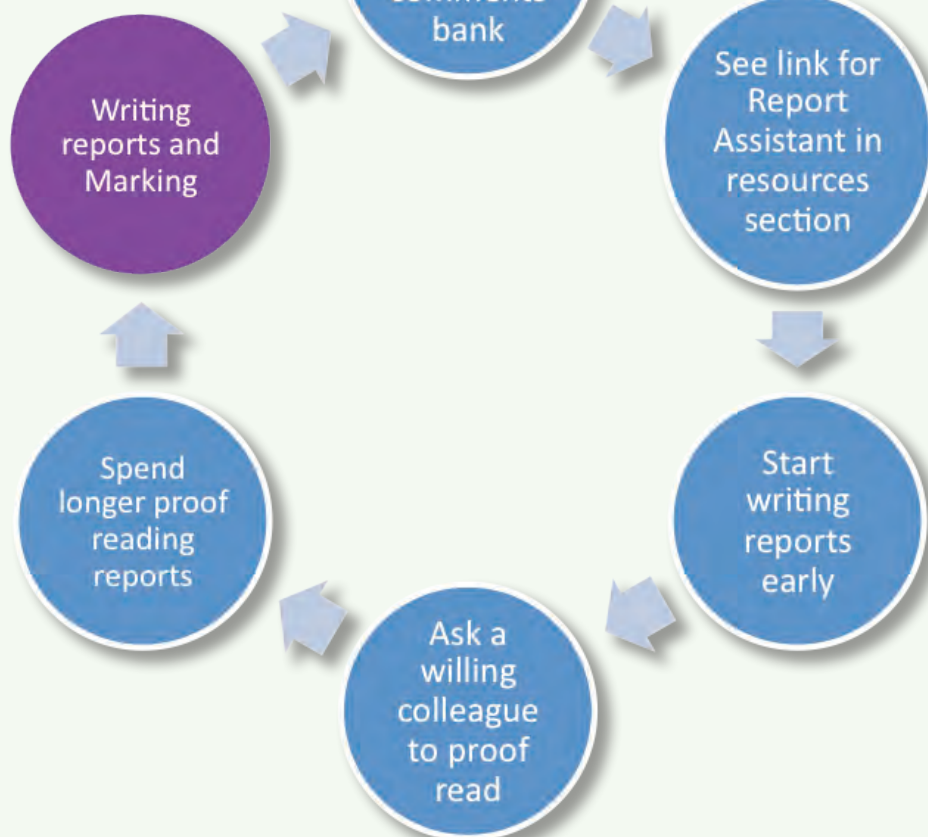 comments
bank
See link for
Report
Assistant in
resources
section
Start
writing
reports
early
Ask a
willing
colleague
to proof
read
Spend
longer proof
reading
reports
Writing
reports and
Marking